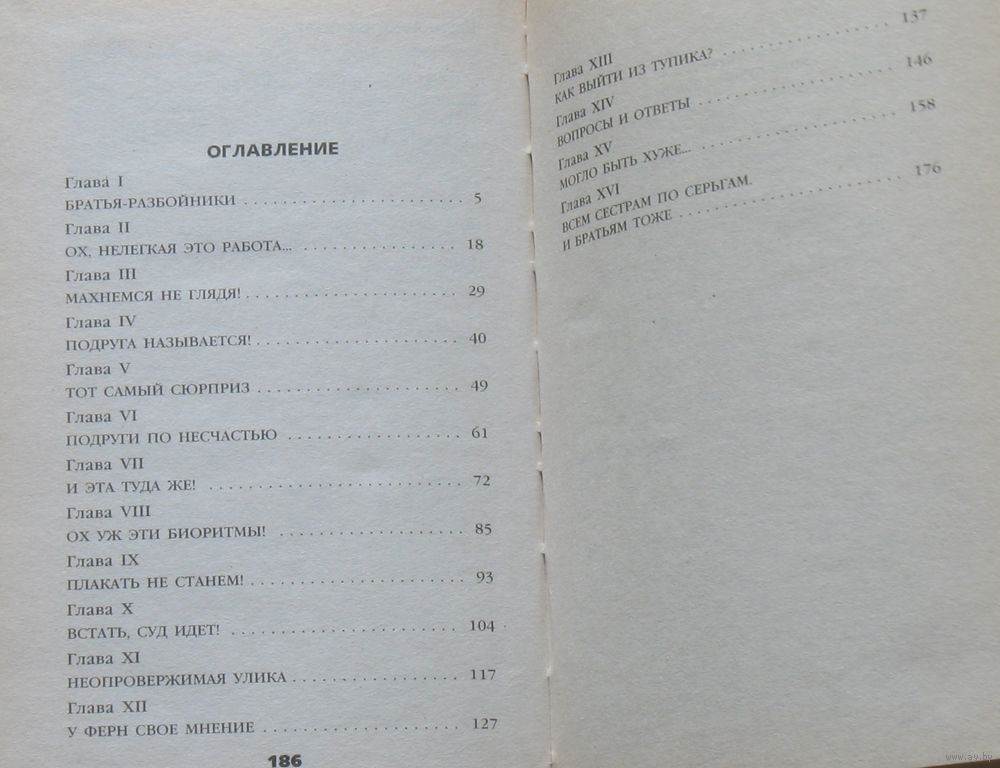 ОГЛАВЛЕНИЕ
Глава I
БРАТЬЯ-РАЗБОЙНИКИ . . . . . . . . . . . . . . . . . . . . 5
Глава II
ОХ, НЕЛЕГКАЯ ЭТО РАБОТА... . . . . . . . . . . . . . . . 18
Глава III
МАХНЕМСЯ НЕ ГЛЯДЯ! . . . . . . . . . . . . . . . . . . . . 29
Глава IV
ПОДРУГА НАЗЫВАЕТСЯ! . . . . . . . . . . . . . . . . . . . 40
Глава V
ТОТ САМЫЙ СЮРПРИЗ . . . . . . . . . . . . . . . . . . . 49
Глава VI
ПОДРУГИ ПО НЕСЧАСТЬЮ . . . . . . . . . . . . . . . . . 61
Глава VII
И ЭТА ТУДА ЖЕ! . . . . . . . . . . . . . . . . . . . . . . . . 72
Глава VIII
ОХ УЖ ЭТИ БИОРИТМЫ! . . . . . . . . . . . . . . . . . 85
Глава IX
ПЛАКАТЬ НЕ СТАНЕМ! . . . . . . . . . . . . . . . . . . . . 93
Глава X
ВСТАТЬ, СУД ИДЕТ! . . . . . . . . . . . . . . . . . . . . . 104
Глава XI
НЕОПРОВЕРЖИМАЯ УЛИКА . . . . . . . . . . . . . . . . 117
Глава XII
У ФЕРН СВОЕ МНЕНИЕ . . . . . . . . . . . . . . . . . . . 127
186
Глава XIII
КАК ВЫЙТИ ИЗ ТУПИКА? . . . . . . . . . . . . . . . . . 137
Глава XIV
ВОПРОСЫ И ОТВЕТЫ . . . . . . . . . . . . . . . . . . . 146
Глава XV
МОГЛО БЫТЬ ХУЖЕ... . . . . . . . . . . . . . . . . . . . 158
Глава XVI
ВСЕМ СЕСТРАМ ПО СЕРЬГАМ.
И БРАТЬЯМ ТОЖЕ . . . . . . . . . . . . . . . . . . . . . 176
www.ay.by